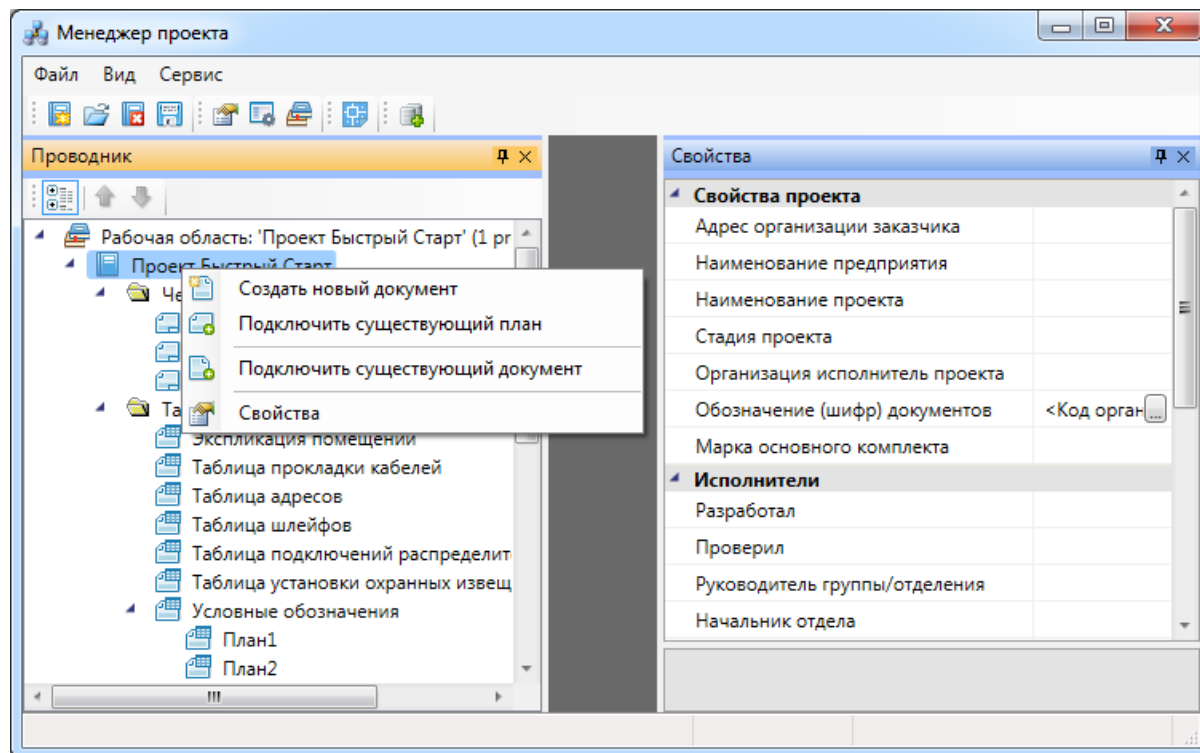 Менеджер проекта
Файл Вид Сервис
Проводник
Рабочая область: 'Проект Быстрый Старт' (1 pr
Проект Быстрый Старт
Че
Создать новый документ
Подключить существующий план
Подключить существующий документ
Та
Свойства
Экспликация помещений
Таблица прокладки кабелей
Таблица адресов
Таблица шлейфов
Таблица подключений распределит
Таблица установки охранных извещ
Условные обозначения
План1
План2
Свойства
Свойства проекта
Адрес организации заказчика
Наименование предприятия
Наименование проекта
Стадия проекта
Организация исполнитель проекта
Обозначение (шифр) документов <Код орган ...
Марка основного комплекта
Исполнители
Разработал
Проверил
Руководитель группы/отделения
Начальник отдела